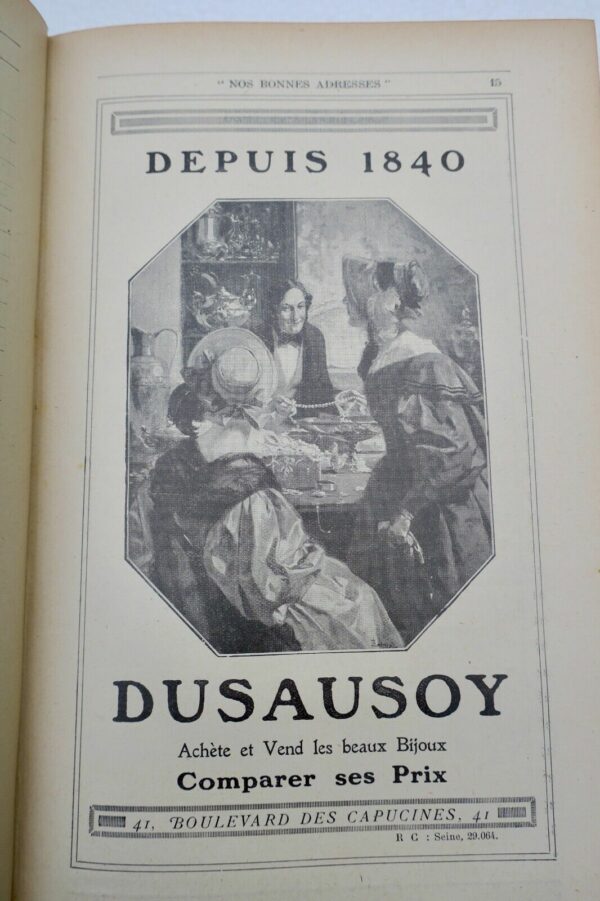 " NOS BONNES ADRESSES " 15
DEPUIS 1840
DUSAUSOY
Achète et Vend les beaux Bijoux
Comparer ses Prix
41, BOULEVARD DES CAPUCINES, 41
R C : Seine, 29.064.